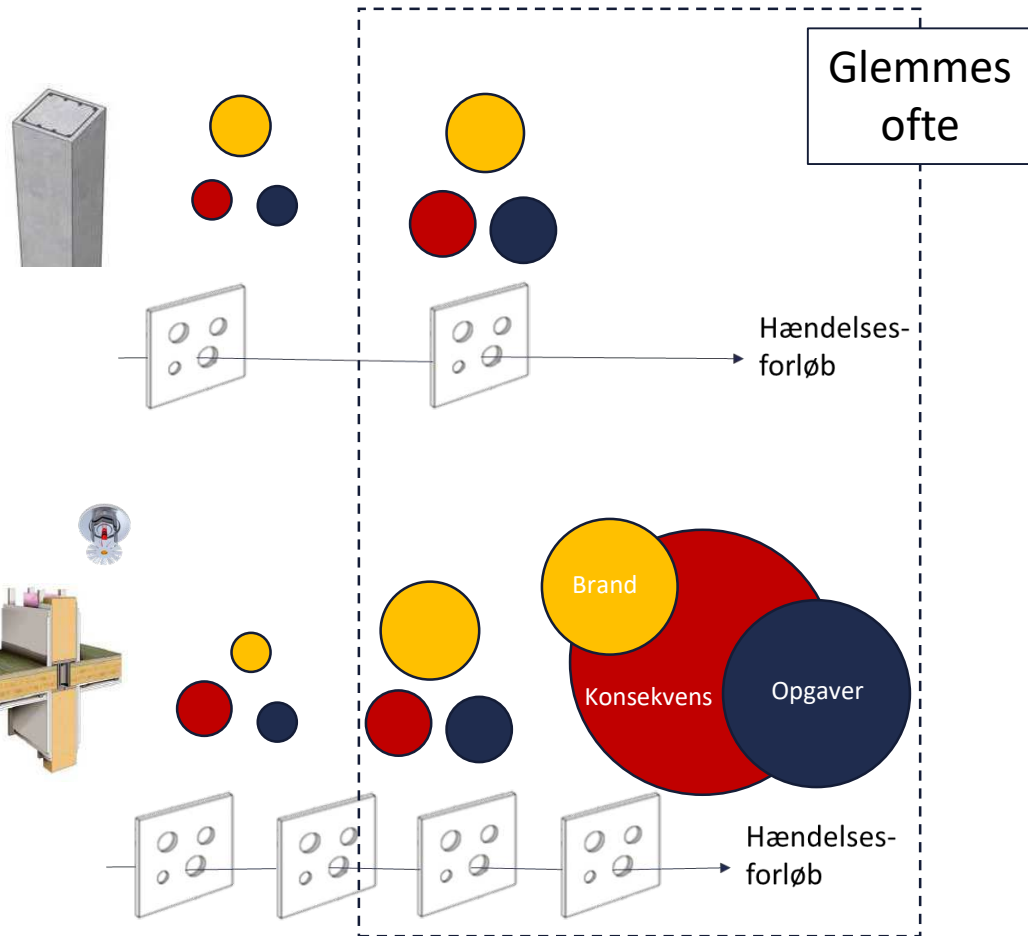 Glemmes
ofte
Hændelses-
forløb
Brand
Konsekvens
Opgaver
Hændelses-
forløb